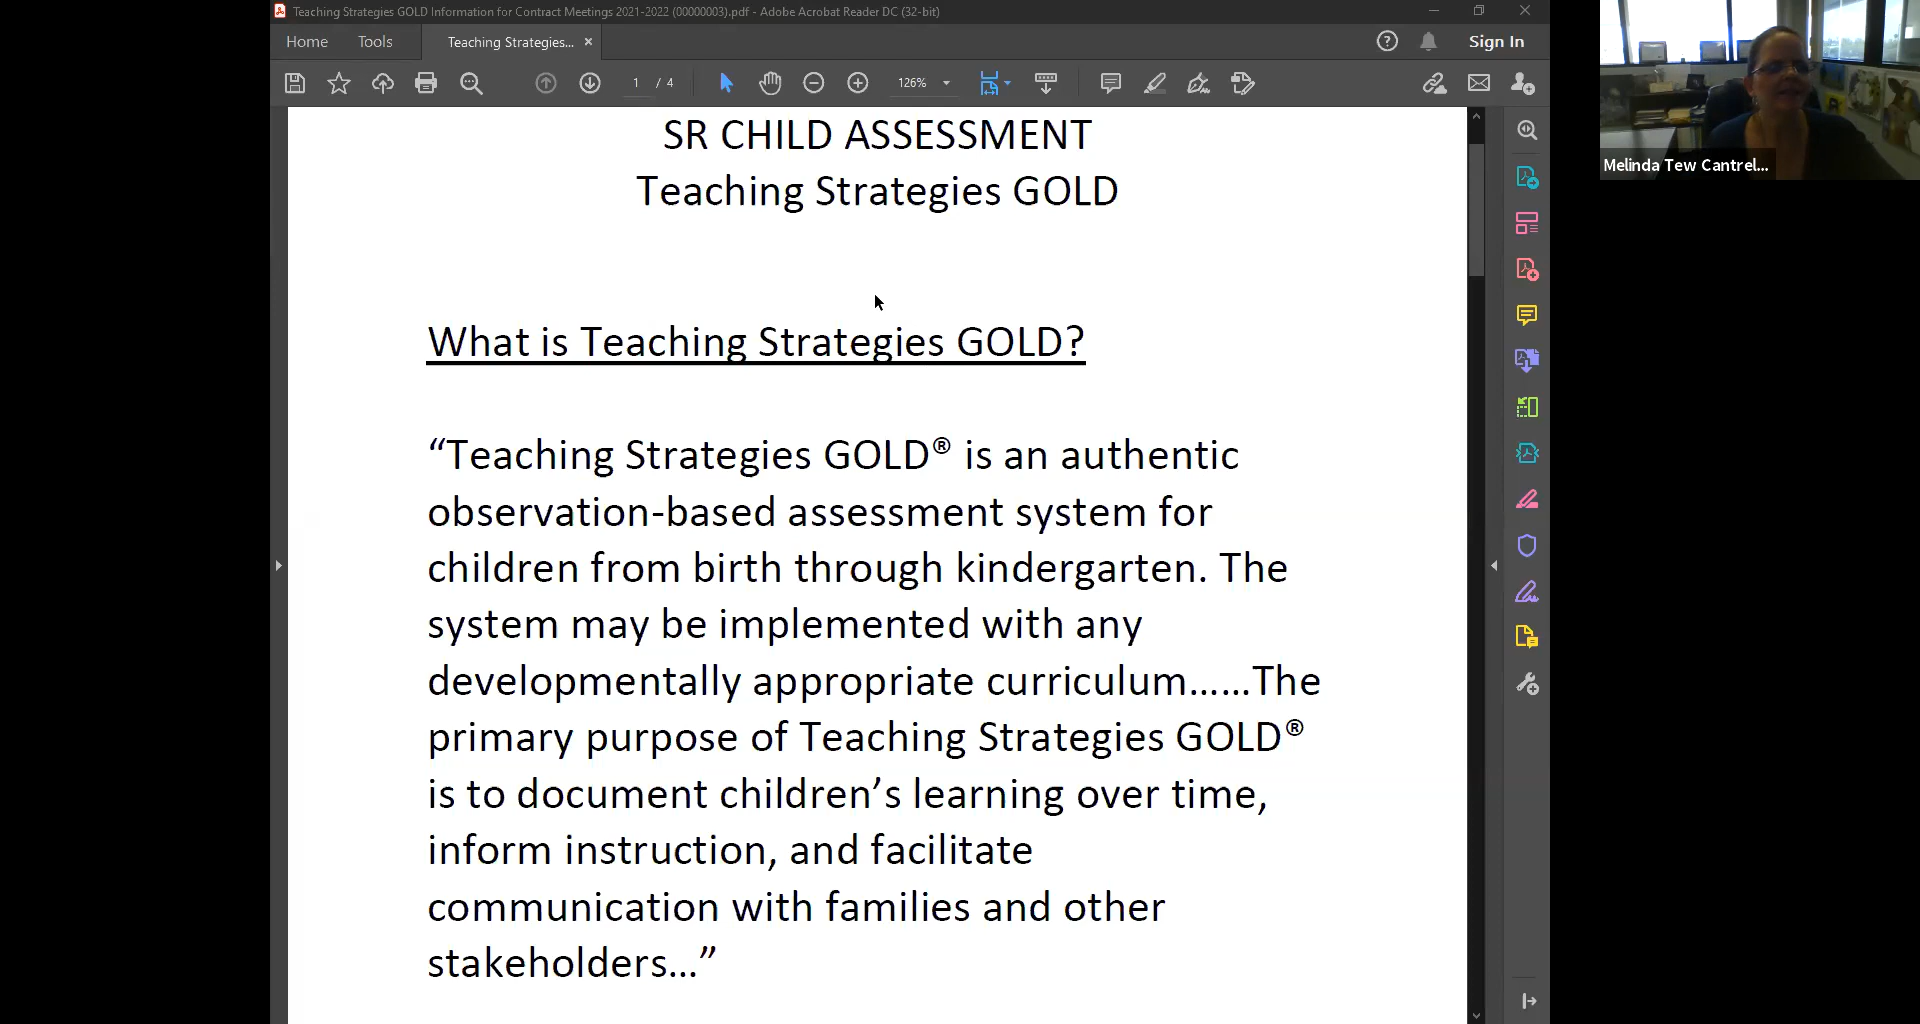 Teaching Strategies GOLD Information for Contract Meetings 2021-2022 (00000003).pdf - Adobe Acrobat Reader DC (32-bit)
Home Tools Teaching Strategies... × Sign In
1 / 4 126%
SR CHILD ASSESSMENT
Teaching Strategies GOLD
What is Teaching Strategies GOLD?
“Teaching Strategies GOLD® is an authentic
observation-based assessment system for
children from birth through kindergarten. The
system may be implemented with any
developmentally appropriate curriculum……The
primary purpose of Teaching Strategies GOLD®
is to document children’s learning over time,
inform instruction, and facilitate
communication with families and other
stakeholders…”
Melinda Tew Cantrel...